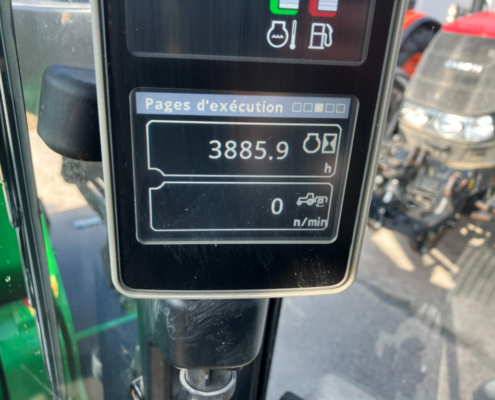 Pages d'exécution
3885.9
h
0
n/min